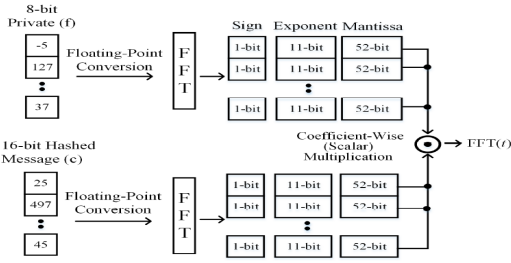 8-bit
Private (f)
-5
127
37
Floating-Point
Conversion
F
F
T
Sign Exponent Mantissa
1-bit 11-bit 52-bit
1-bit 11-bit 52-bit
1-bit 11-bit 52-bit
Coefficient-Wise
(Scalar)
Multiplication
FFT(t)
16-bit Hashed
Message (c)
25
497
45
Floating-Point
Conversion
F
F
T
1-bit 11-bit 52-bit
1-bit 11-bit 52-bit
1-bit 11-bit 52-bit